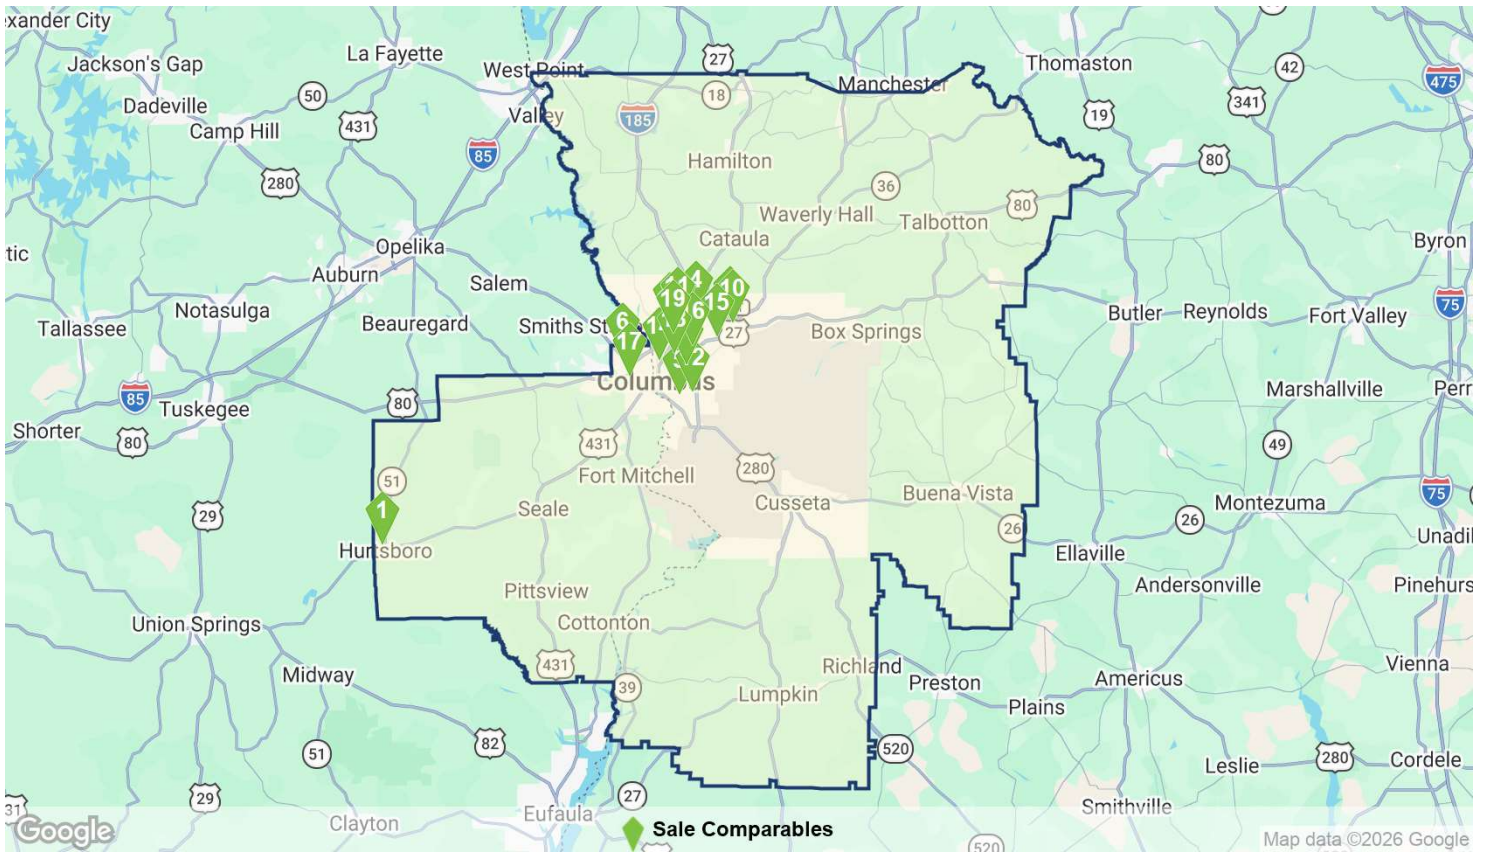 exander City
La Fayette
27
Thomaston
42
Jackson's Gap
West Point
475
Manchester
Dadeville
50
18
341
Camp Hill
431
Valley
185
19
85
Hamilton
80
280
36
Waverly Hall
80
Talbotton
Opelika
Cataula
Byron
tic
Auburn
Salem
14
10
19
15
75
Notasulga
6
6
Butler
Reynolds
Fort Valley
Tallassee
Beauregard
Smiths St
17
27
Box Springs
2
Columbus
85
80
Marshallville
Perr
Tuskegee
Shorter
80
431
49
Fort Mitchell
280
51
Buena Vista
75
1
Seale
Cusseta
Montezuma
29
26
26
Unadil
Hurtsboro
Ellaville
Pittsview
Andersonville
Pinehurs
Union Springs
Cottonton
431
Richland
Vienna
Midway
39
Preston
Americus
Lumpkin
Plains
82
51
520
280
Leslie
Cordele
29
27
31
Eufaula
Smithville
Clayton
Google
Sale Comparables
520
Map data ©2026 Google